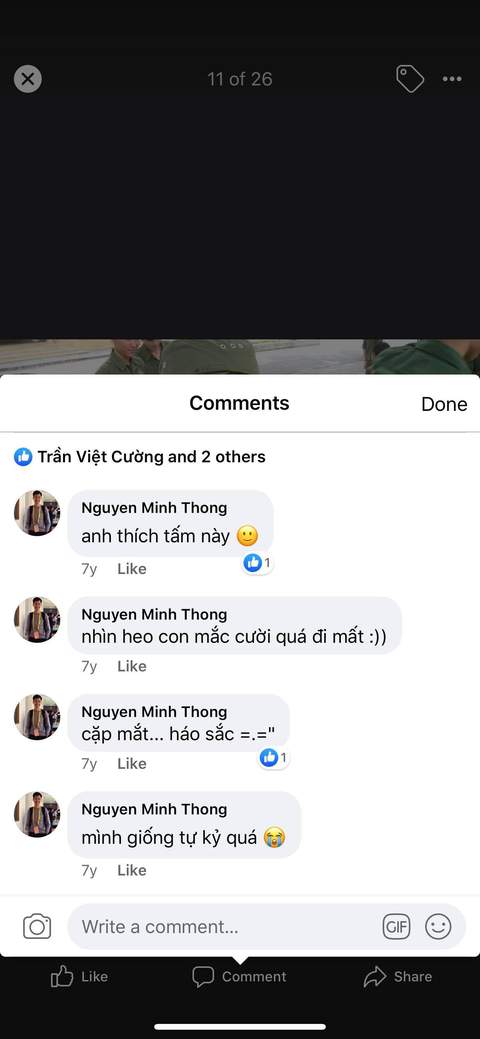 11 of 26
Comments
Done
Trần Việt Cường and 2 others
Nguyen Minh Thong
anh thích tấm này 🙂
7y Like
1
Nguyen Minh Thong
nhìn heo con mắc cười quá đi mất :))
7y Like
Nguyen Minh Thong
cặp mắt... háo sắc =.="
7y Like
1
Nguyen Minh Thong
mình giống tự kỷ quá 😭
7y Like
Write a comment...
GIF
Like Comment Share